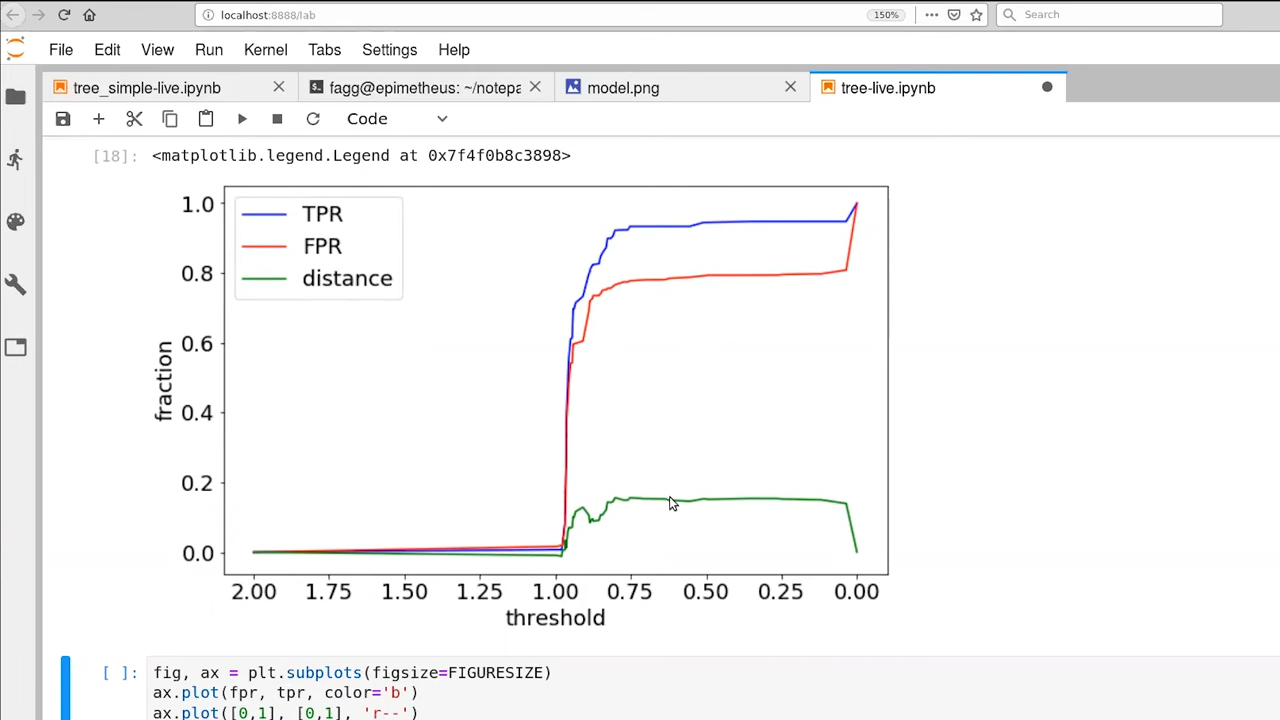 localhost:8888/lab
150%
Search
File Edit View Run Kernel Tabs Settings Help
tree_simple-live.ipynb
fagg@epimetheus: ~/notepa
model.png
tree-live.ipynb
Code
[18]: <matplotlib.legend.Legend at 0x7f4f0b8c3898>
TPR
FPR
distance
1.0
0.8
0.6
0.4
0.2
0.0
fraction
2.00 1.75 1.50 1.25 1.00 0.75 0.50 0.25 0.00
threshold
[ ]: fig, ax = plt.subplots(figsize=FIGURESIZE)
ax.plot(fpr, tpr, color='b')
ax.plot([0,1], [0,1], 'r--')